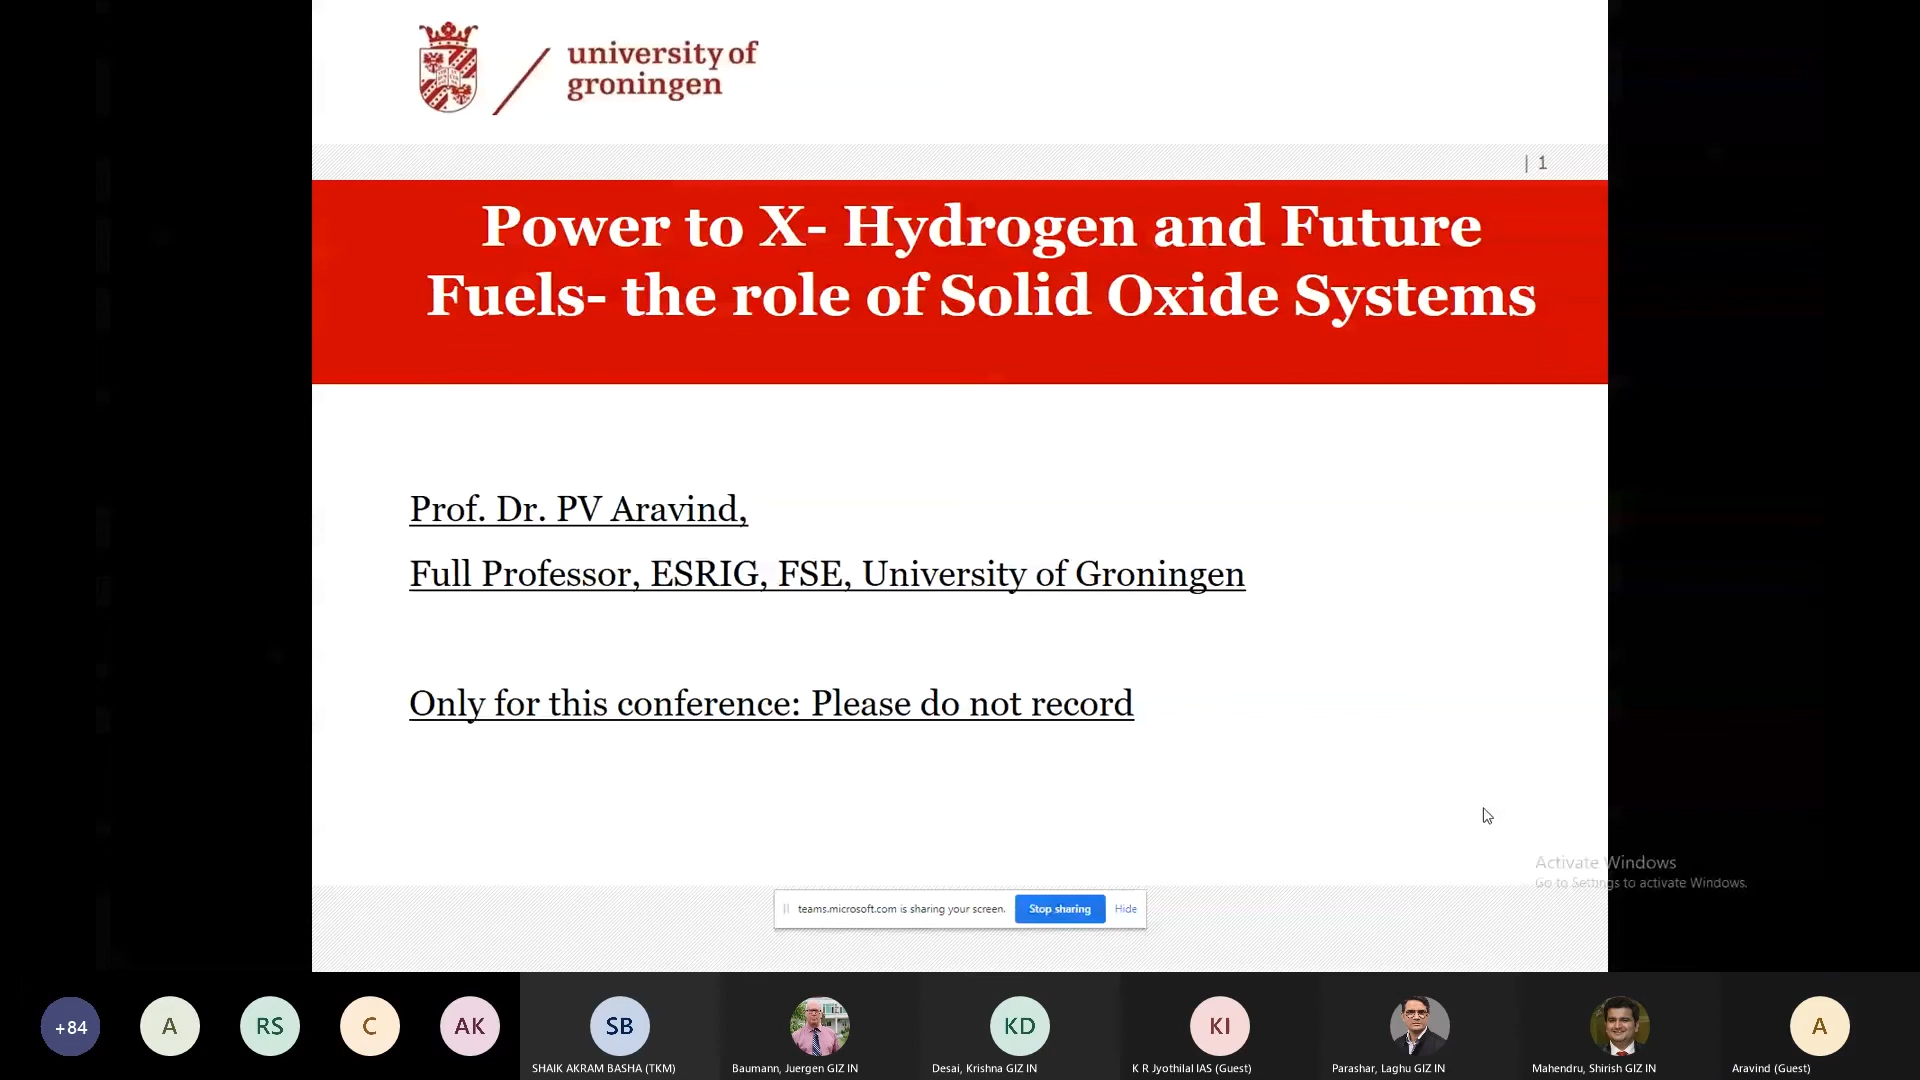 university of
groningen
| 1
Power to X- Hydrogen and Future
Fuels- the role of Solid Oxide Systems
Prof. Dr. PV Aravind,
Full Professor, ESRIG, FSE, University of Groningen
Only for this conference: Please do not record
Activate Windows
Go to Settings to activate Windows.
teams.microsoft.com is sharing your screen.
Stop sharing
Hide
+84
A
RS
C
AK
SB
KD
KI
A
SHAIK AKRAM BASHA (TKM)
Baumann, Juergen GIZ IN
Desai, Krishna GIZ IN
K R Jyothilal IAS (Guest)
Parashar, Laghu GIZ IN
Mahendru, Shirish GIZ IN
Aravind (Guest)